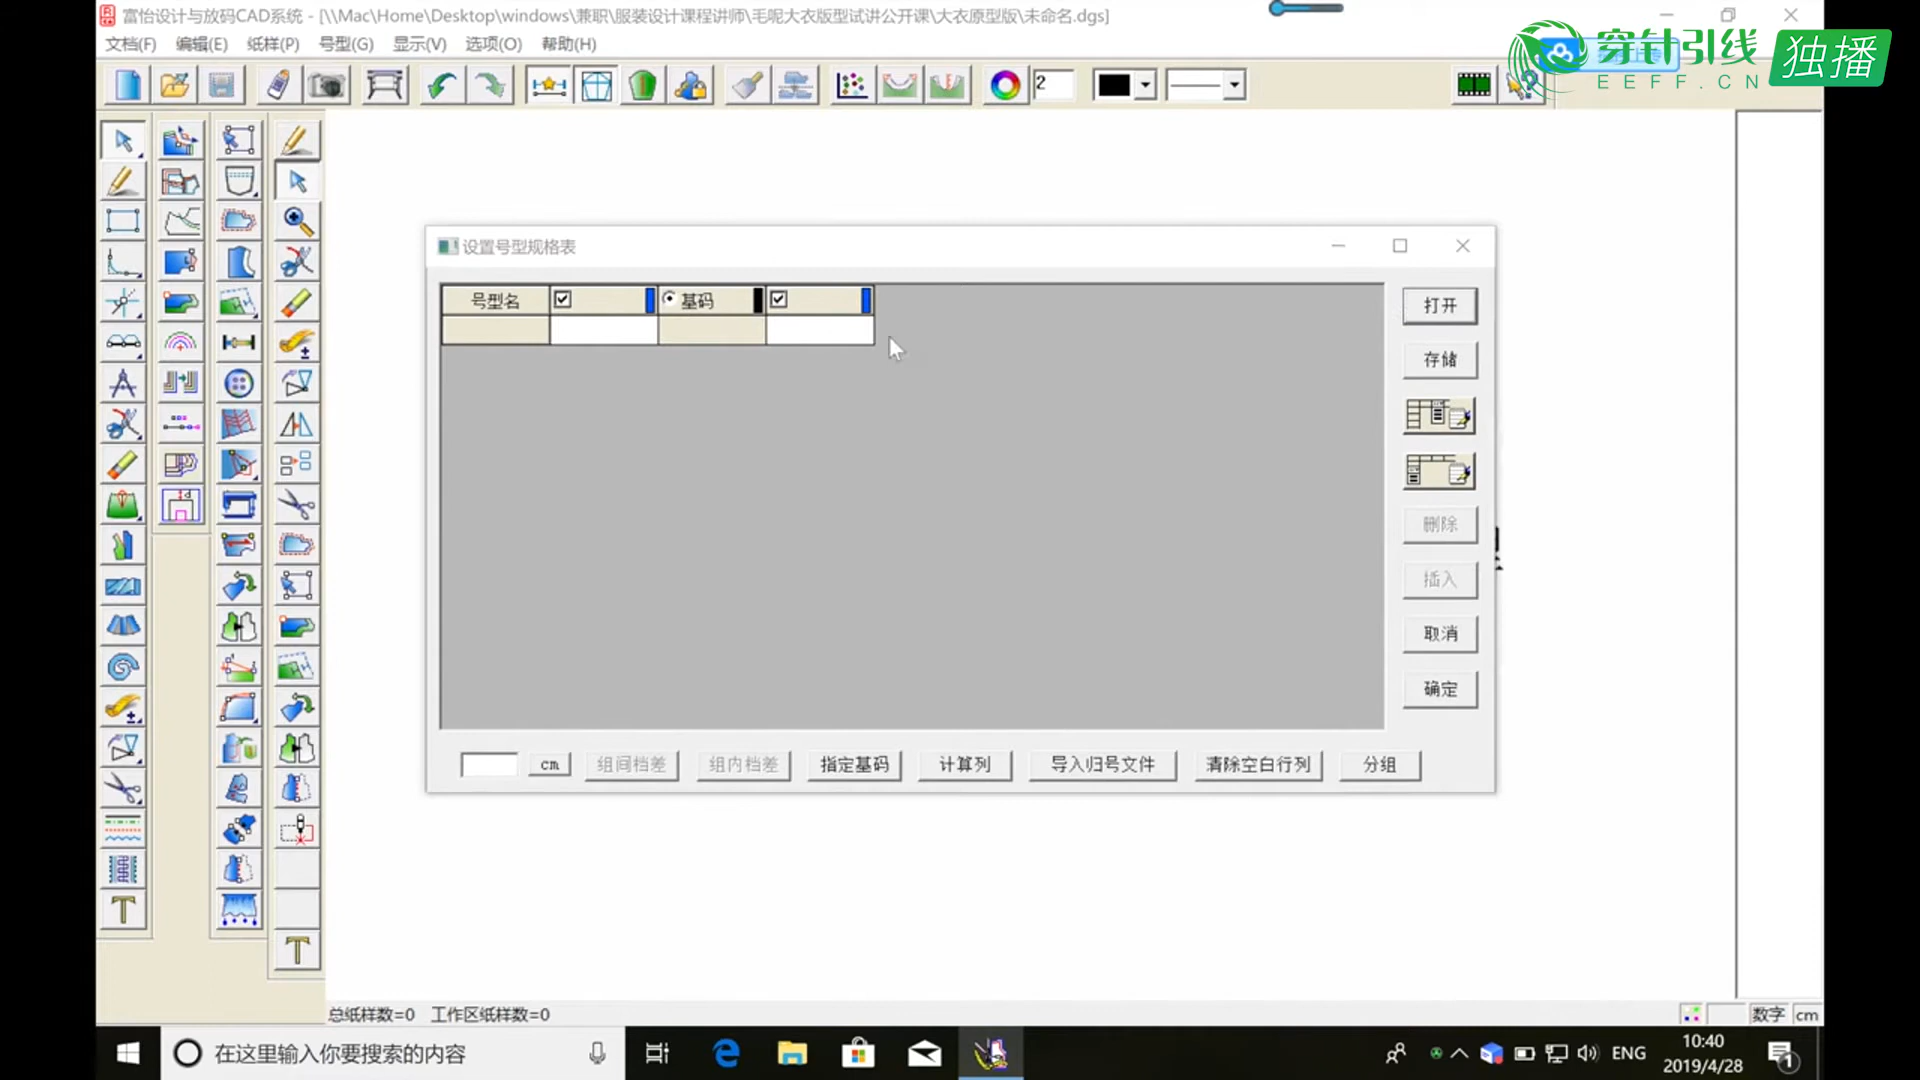 富怡设计与放码CAD系统 - [\\Mac\Home\Desktop\windows\兼职\服装设计课程讲师\毛呢大衣版型试讲公开课\大衣原型版\未命名.dgs]
文档(F) 编辑(E) 纸样(P) 号型(G) 显示(V) 选项(O) 帮助(H)
穿针引线 独播
EEFF.CN
2
设置号型规格表
号型名 基码
打开
存储
删除
插入
取消
确定
cm 组间档差 组内档差 指定基码 计算列 导入归号文件 清除空白行列 分组
总纸样数=0 工作区纸样数=0 数字 cm
在这里输入你要搜索的内容
ENG
10:40
2019/4/28
1